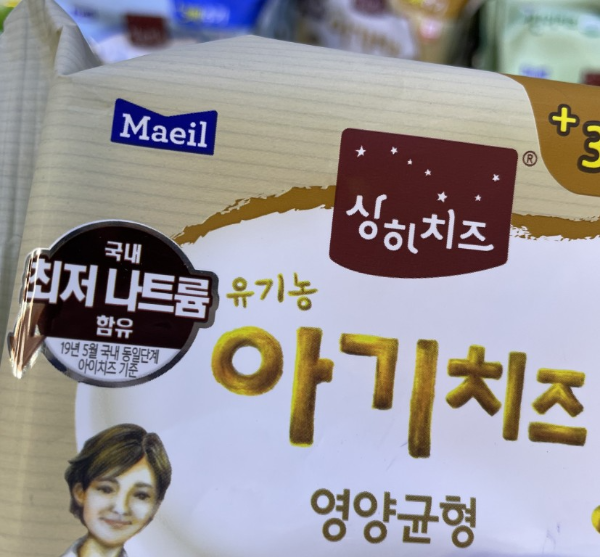 Maeil
상하치즈
®
+3
국내
최저 나트륨
함유
19년 5월 국내 동일단계
아이치즈 기준
유기농
아기치즈
영양균형